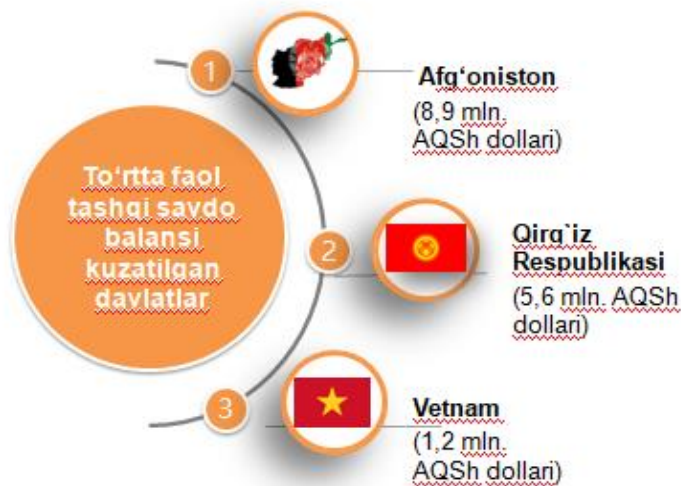 To‘rtta faol
tashqi savdo
balansi
kuzatilgan
davlatlar
1
Afg‘oniston
(8,9 mln.
AQSh dollari)
2
Qirg`iz
Respublikasi
(5,6 mln. AQSh
dollari)
3
Vetnam
(1,2 mln.
AQSh dollari)